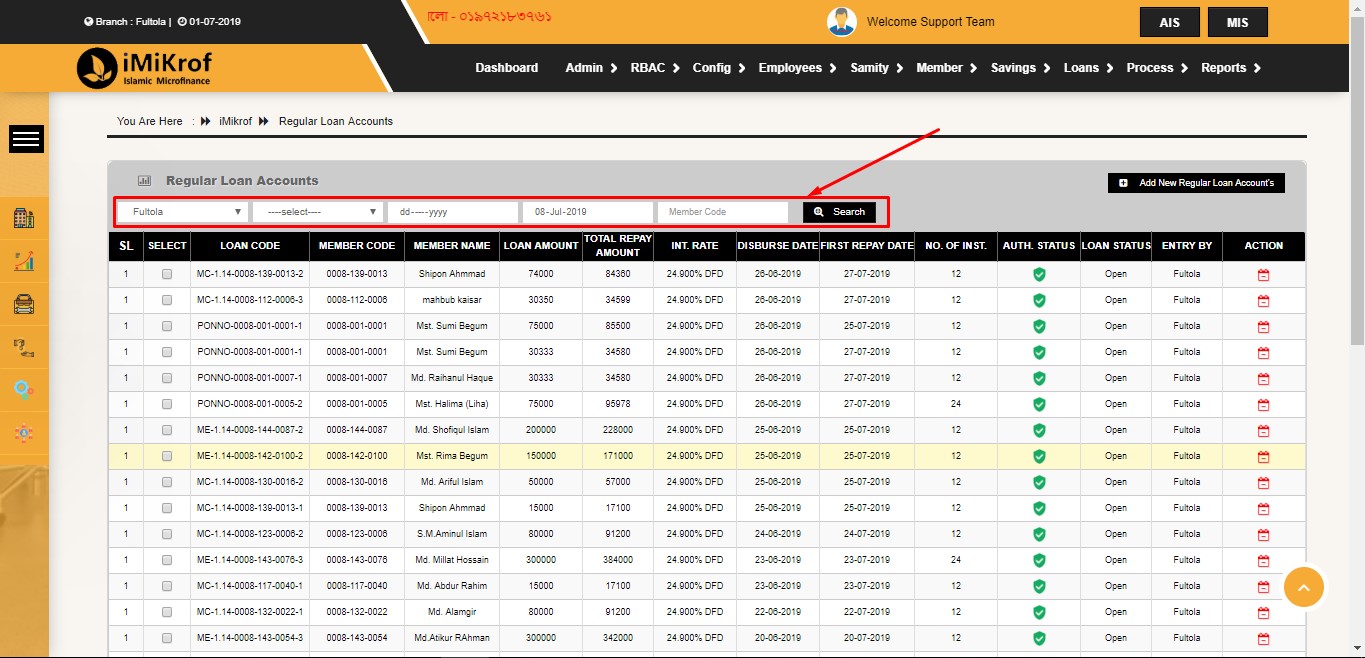 Branch : Fultola | 01-07-2019
লো - ০১৯৭২১৮৩৭৬১
Welcome Support Team
AIS
MIS
iMiKrof
Islamic Microfinance
Dashboard Admin RBAC Config Employees Samity Member Savings Loans Process Reports
You Are Here : iMikrof Regular Loan Accounts
Regular Loan Accounts
Add New Regular Loan Account's
Fultola ----select---- dd-----yyyy 08-Jul-2019 Member Code Search
SL SELECT LOAN CODE MEMBER CODE MEMBER NAME LOAN AMOUNT TOTAL REPAY AMOUNT INT. RATE DISBURSE DATE FIRST REPAY DATE NO. OF INST. AUTH. STATUS LOAN STATUS ENTRY BY ACTION
1 MC-1.14-0008-139-0013-2 0008-139-0013 Shipon Ahmmad 74000 84360 24.900% DFD 26-06-2019 27-07-2019 12 Open Fultola
1 MC-1.14-0008-112-0006-3 0008-112-0006 mahbub kaisar 30350 34599 24.900% DFD 26-06-2019 27-07-2019 12 Open Fultola
1 PONNO-0008-001-0001-1 0008-001-0001 Mst. Sumi Begum 75000 85500 24.900% DFD 26-06-2019 25-07-2019 12 Open Fultola
1 PONNO-0008-001-0001-1 0008-001-0001 Mst. Sumi Begum 30333 34580 24.900% DFD 26-06-2019 27-07-2019 12 Open Fultola
1 PONNO-0008-001-0007-1 0008-001-0007 Md. Raihanul Haque 30333 34580 24.900% DFD 26-06-2019 27-07-2019 12 Open Fultola
1 PONNO-0008-001-0005-2 0008-001-0005 Mst. Halima (Liha) 75000 95978 24.900% DFD 26-06-2019 27-07-2019 24 Open Fultola
1 ME-1.14-0008-144-0087-2 0008-144-0087 Md. Shofiqul Islam 200000 228000 24.900% DFD 25-06-2019 25-07-2019 12 Open Fultola
1 ME-1.14-0008-142-0100-2 0008-142-0100 Mst. Rima Begum 150000 171000 24.900% DFD 25-06-2019 25-07-2019 12 Open Fultola
1 MC-1.14-0008-130-0016-2 0008-130-0016 Md. Ariful Islam 50000 57000 24.900% DFD 25-06-2019 25-07-2019 12 Open Fultola
1 MC-1.14-0008-139-0013-1 0008-139-0013 Shipon Ahmmad 15000 17100 24.900% DFD 25-06-2019 25-07-2019 12 Open Fultola
1 MC-1.14-0008-123-0006-2 0008-123-0006 S.M.Aminul Islam 80000 91200 24.900% DFD 24-06-2019 24-07-2019 12 Open Fultola
1 ME-1.14-0008-143-0076-3 0008-143-0076 Md. Millat Hossain 300000 384000 24.900% DFD 23-06-2019 23-07-2019 24 Open Fultola
1 MC-1.14-0008-117-0040-1 0008-117-0040 Md. Abdur Rahim 15000 17100 24.900% DFD 23-06-2019 23-07-2019 12 Open Fultola
1 MC-1.14-0008-132-0022-1 0008-132-0022 Md. Alamgir 80000 91200 24.900% DFD 22-06-2019 22-07-2019 12 Open Fultola
1 ME-1.14-0008-143-0054-3 0008-143-0054 Md.Atikur RAhman 300000 342000 24.900% DFD 20-06-2019 20-07-2019 12 Open Fultola